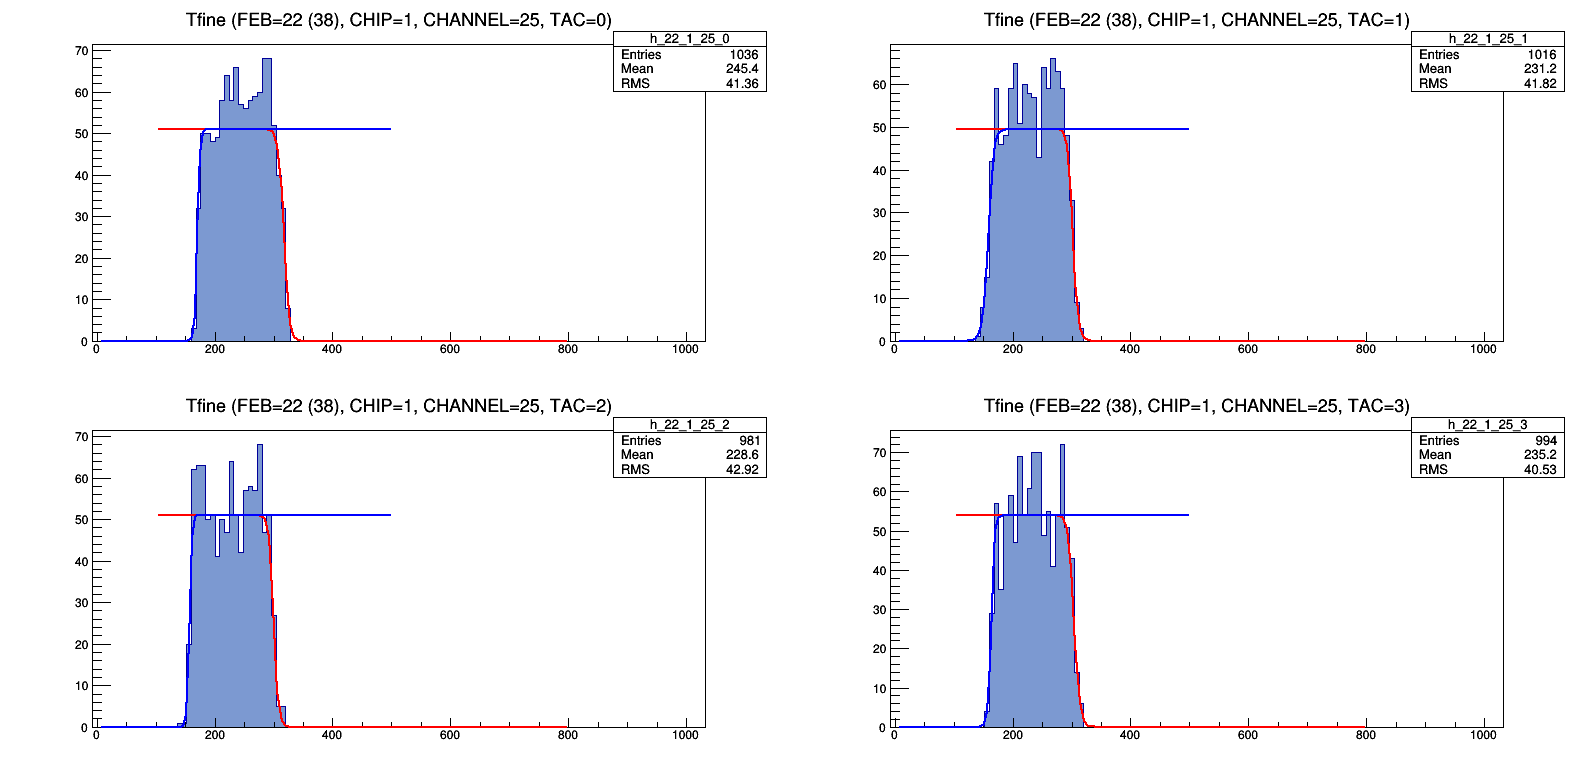 Tfine (FEB=22 (38), CHIP=1, CHANNEL=25, TAC=0)
h_22_1_25_0
Entries 1036
Mean 245.4
RMS 41.36
70
60
50
40
30
20
10
0
0 200 400 600 800 1000
Tfine (FEB=22 (38), CHIP=1, CHANNEL=25, TAC=1)
h_22_1_25_1
Entries 1016
Mean 231.2
RMS 41.82
60
50
40
30
20
10
0
0 200 400 600 800 1000
Tfine (FEB=22 (38), CHIP=1, CHANNEL=25, TAC=2)
h_22_1_25_2
Entries 981
Mean 228.6
RMS 42.92
70
60
50
40
30
20
10
0
0 200 400 600 800 1000
Tfine (FEB=22 (38), CHIP=1, CHANNEL=25, TAC=3)
h_22_1_25_3
Entries 994
Mean 235.2
RMS 40.53
70
60
50
40
30
20
10
0
0 200 400 600 800 1000